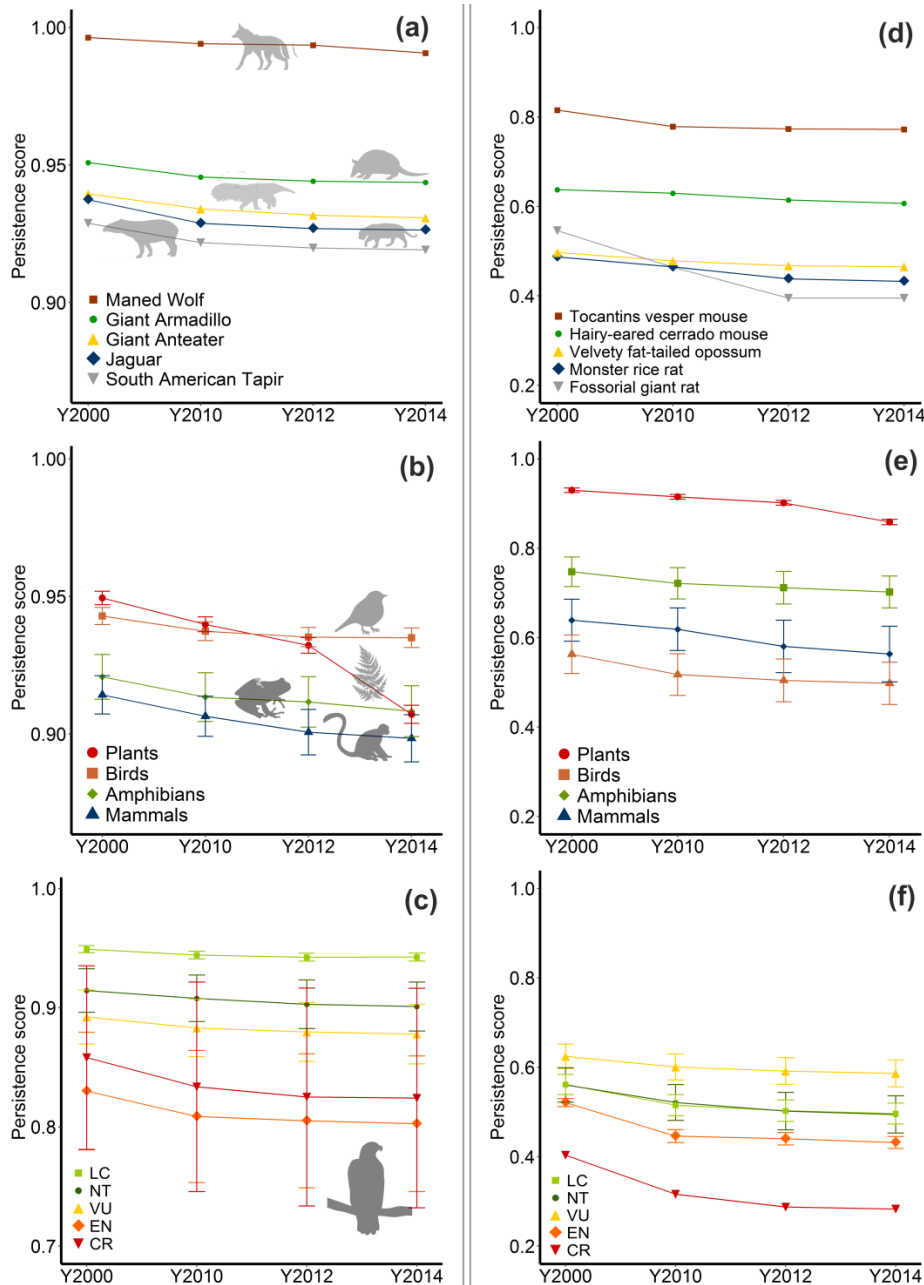 (a)
Persistence score
1.00
0.95
0.90
Maned Wolf
Giant Armadillo
Giant Anteater
Jaguar
South American Tapir
Y2000 Y2010 Y2012 Y2014
(d)
Persistence score
1.0
0.8
0.6
0.4
0.2
Tocantins vesper mouse
Hairy-eared cerrado mouse
Velvety fat-tailed opossum
Monster rice rat
Fossorial giant rat
Y2000 Y2010 Y2012 Y2014
(b)
Persistence score
1.00
0.95
0.90
Plants
Birds
Amphibians
Mammals
Y2000 Y2010 Y2012 Y2014
(e)
Persistence score
1.0
0.8
0.6
0.4
0.2
Plants
Birds
Amphibians
Mammals
Y2000 Y2010 Y2012 Y2014
(c)
Persistence score
1.0
0.9
0.8
0.7
LC
NT
VU
EN
CR
Y2000 Y2010 Y2012 Y2014
(f)
Persistence score
1.0
0.8
0.6
0.4
0.2
LC
NT
VU
EN
CR
Y2000 Y2010 Y2012 Y2014